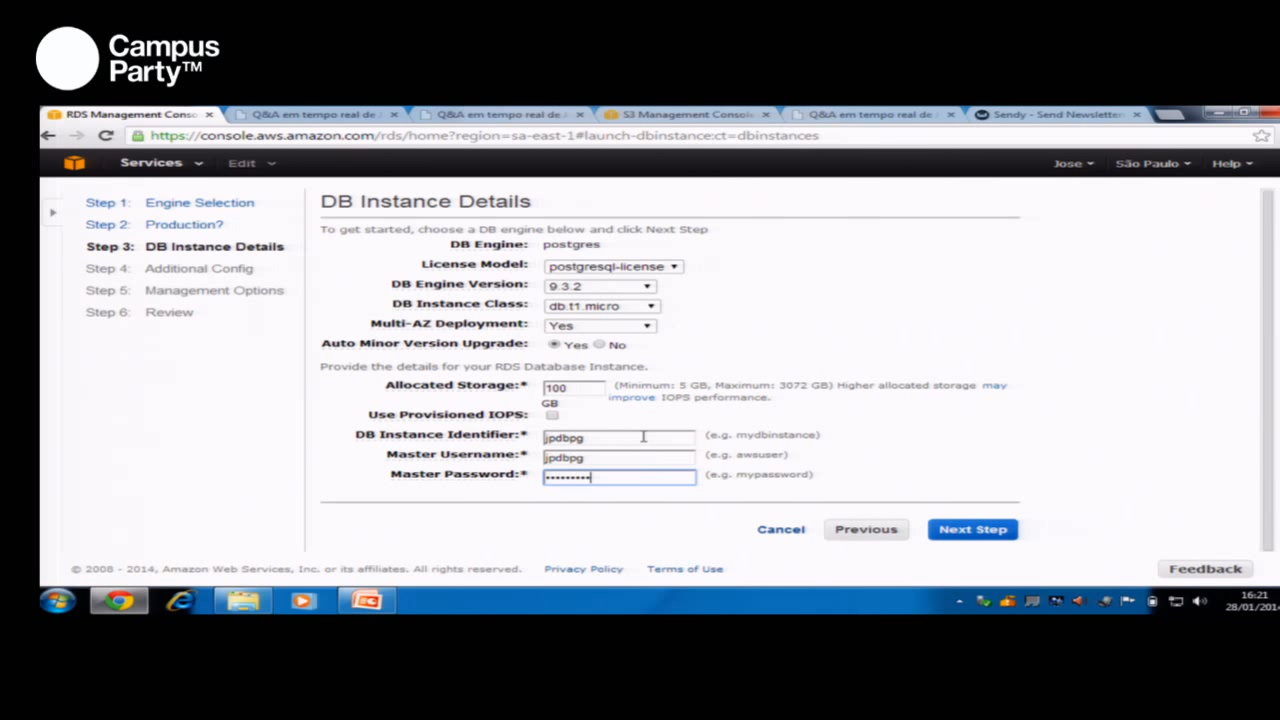 Campus
Party™
RDS Management Consc
Q&A em tempo real de
Q&A em tempo real de
S3 Management Console
Q&A em tempo real de
Sendy - Send Newsletter
https://console.aws.amazon.com/rds/home?region=sa-east-1#launch-dbinstance:ct=dbinstances
Services Edit Jose São Paulo Help
Step 1: Engine Selection
Step 2: Production?
Step 3: DB Instance Details
Step 4: Additional Config
Step 5: Management Options
Step 6: Review
DB Instance Details
To get started, choose a DB engine below and click Next Step
DB Engine: postgres
License Model: postgresql-license
DB Engine Version: 9.3.2
DB Instance Class: db.t1.micro
Multi-AZ Deployment: Yes
Auto Minor Version Upgrade: Yes No
Provide the details for your RDS Database Instance.
Allocated Storage:* 100 (Minimum: 5 GB, Maximum: 3072 GB) Higher allocated storage may
GB improve IOPS performance.
Use Provisioned IOPS:
DB Instance Identifier:* jpdbpg (e.g. mydbinstance)
Master Username:* jpdbpg (e.g. awsuser)
Master Password:* ••••••••• (e.g. mypassword)
Cancel Previous Next Step
© 2008 - 2014, Amazon Web Services, Inc. or its affiliates. All rights reserved. Privacy Policy Terms of Use
Feedback
16:21
28/01/201